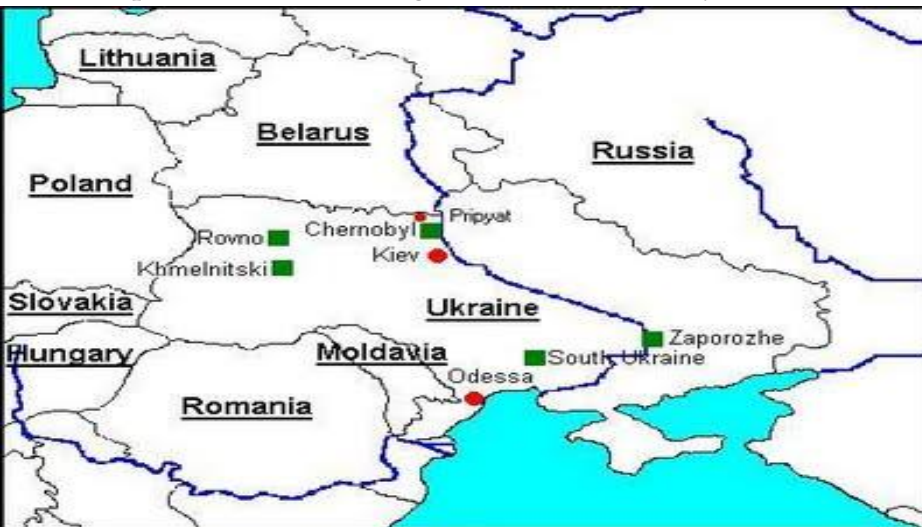 Lithuania
Belarus
Russia
Poland
Pripyat
Chernobyl
Rovno
Kiev
Khmelnitski
Slovakia
Ukraine
Zaporozhe
Hungary
Moldavia
South Ukraine
Odessa
Romania